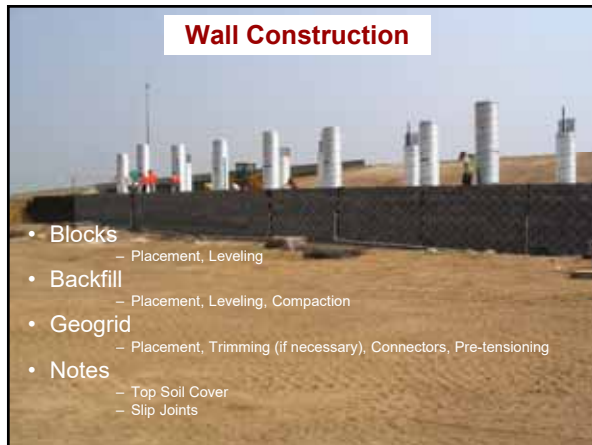 Wall Construction
• Blocks
– Placement, Leveling
• Backfill
– Placement, Leveling, Compaction
• Geogrid
– Placement, Trimming (if necessary), Connectors, Pre-tensioning
• Notes
– Top Soil Cover
– Slip Joints